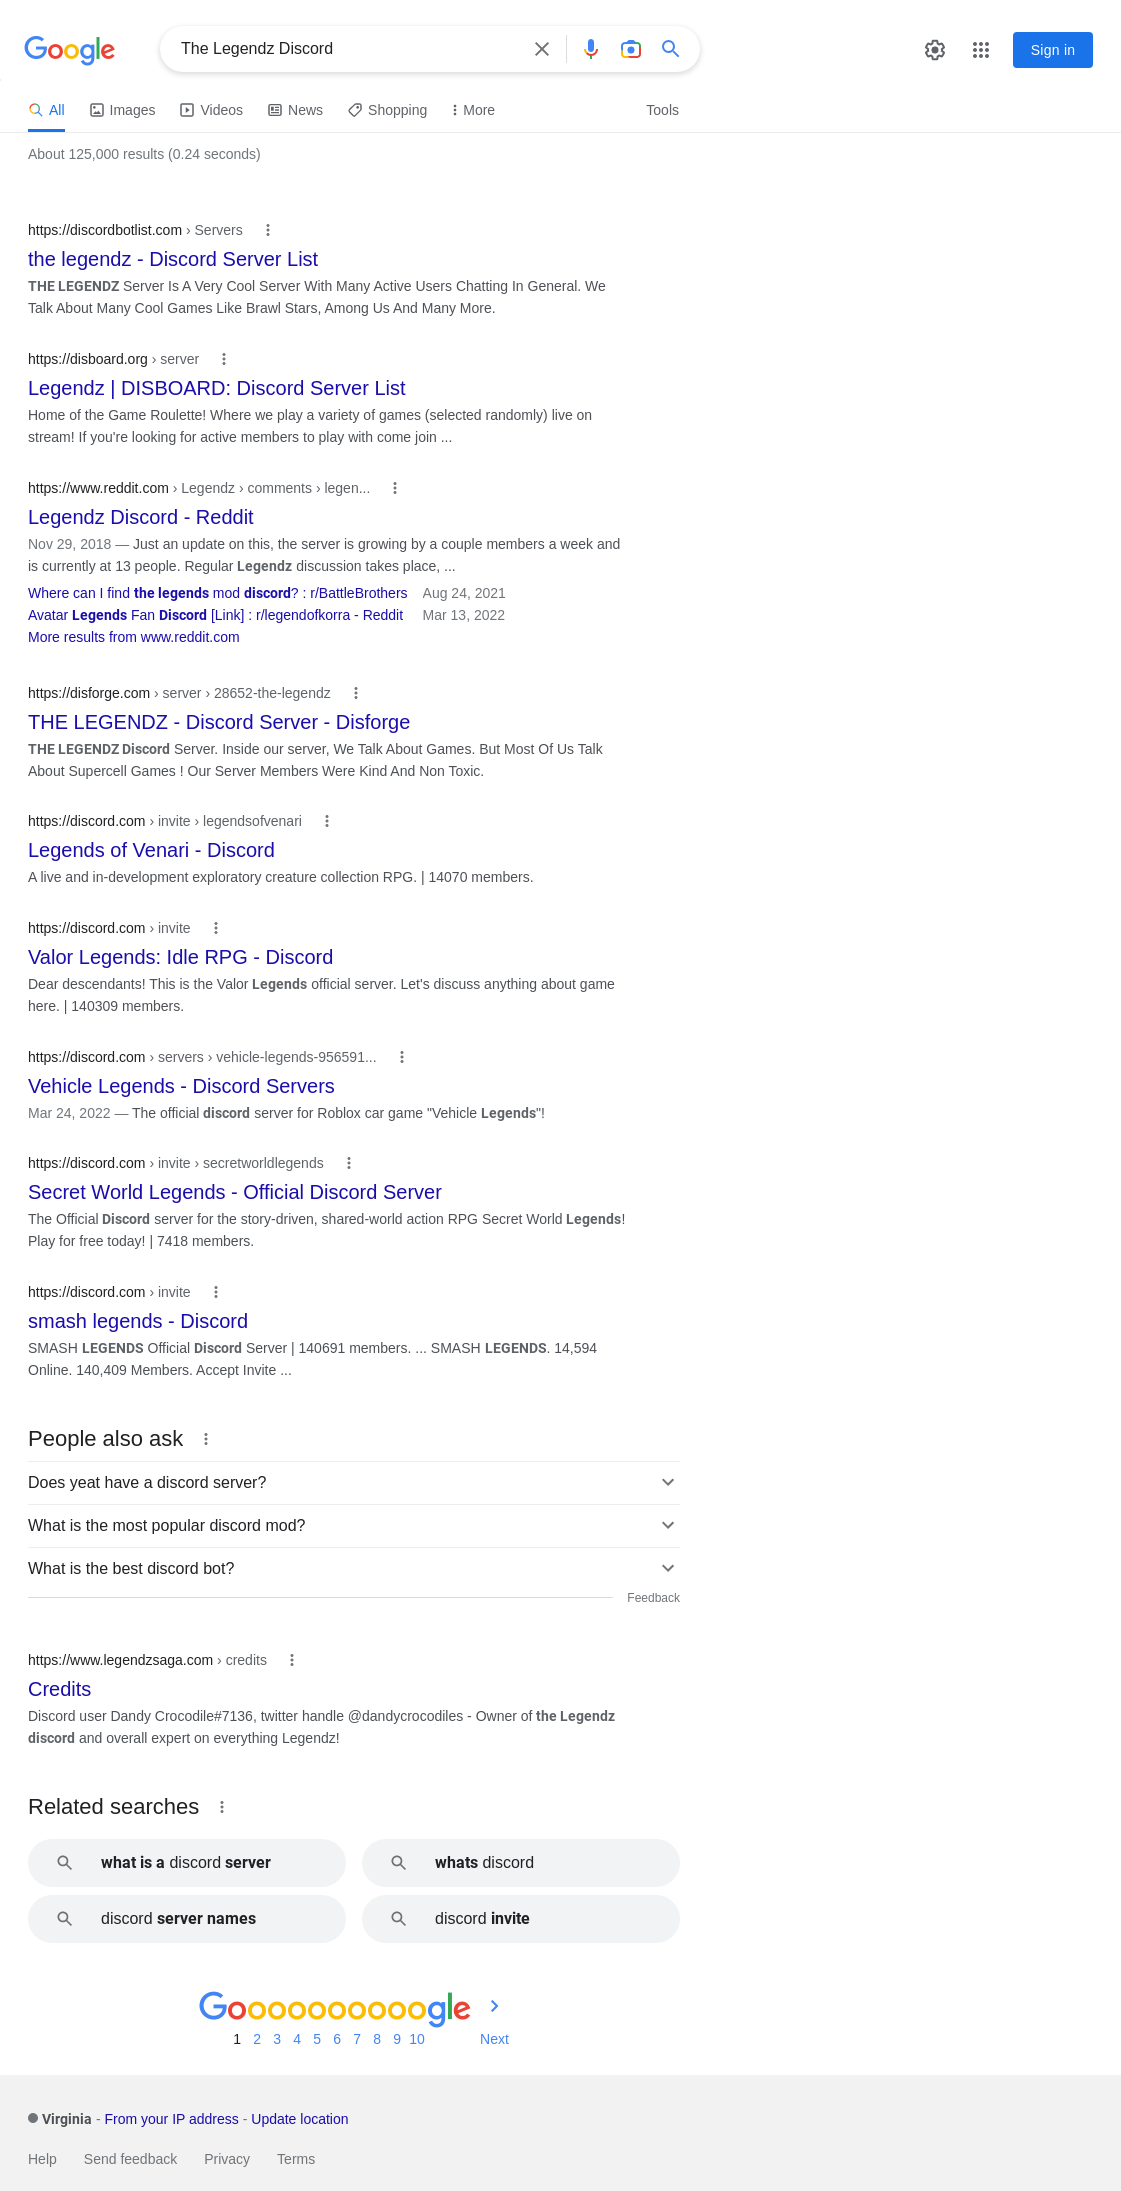 Google
The Legendz Discord
Sign in
All Images Videos News Shopping More Tools
About 125,000 results (0.24 seconds)
https://discordbotlist.com › Servers
the legendz - Discord Server List
THE LEGENDZ Server Is A Very Cool Server With Many Active Users Chatting In General. We
Talk About Many Cool Games Like Brawl Stars, Among Us And Many More.
https://disboard.org › server
Legendz | DISBOARD: Discord Server List
Home of the Game Roulette! Where we play a variety of games (selected randomly) live on
stream! If you're looking for active members to play with come join ...
https://www.reddit.com › Legendz › comments › legen...
Legendz Discord - Reddit
Nov 29, 2018 — Just an update on this, the server is growing by a couple members a week and
is currently at 13 people. Regular Legendz discussion takes place, ...
Where can I find the legends mod discord? : r/BattleBrothers Aug 24, 2021
Avatar Legends Fan Discord [Link] : r/legendofkorra - Reddit Mar 13, 2022
More results from www.reddit.com
https://disforge.com › server › 28652-the-legendz
THE LEGENDZ - Discord Server - Disforge
THE LEGENDZ Discord Server. Inside our server, We Talk About Games. But Most Of Us Talk
About Supercell Games ! Our Server Members Were Kind And Non Toxic.
https://discord.com › invite › legendsofvenari
Legends of Venari - Discord
A live and in-development exploratory creature collection RPG. | 14070 members.
https://discord.com › invite
Valor Legends: Idle RPG - Discord
Dear descendants! This is the Valor Legends official server. Let's discuss anything about game
here. | 140309 members.
https://discord.com › servers › vehicle-legends-956591...
Vehicle Legends - Discord Servers
Mar 24, 2022 — The official discord server for Roblox car game "Vehicle Legends"!
https://discord.com › invite › secretworldlegends
Secret World Legends - Official Discord Server
The Official Discord server for the story-driven, shared-world action RPG Secret World Legends!
Play for free today! | 7418 members.
https://discord.com › invite
smash legends - Discord
SMASH LEGENDS Official Discord Server | 140691 members. ... SMASH LEGENDS. 14,594
Online. 140,409 Members. Accept Invite ...
People also ask
Does yeat have a discord server?
What is the most popular discord mod?
What is the best discord bot?
Feedback
https://www.legendzsaga.com › credits
Credits
Discord user Dandy Crocodile#7136, twitter handle @dandycrocodiles - Owner of the Legendz
discord and overall expert on everything Legendz!
Related searches
what is a discord server
whats discord
discord server names
discord invite
Goooooooooogle
1 2 3 4 5 6 7 8 9 10 Next
Virginia - From your IP address - Update location
Help Send feedback Privacy Terms